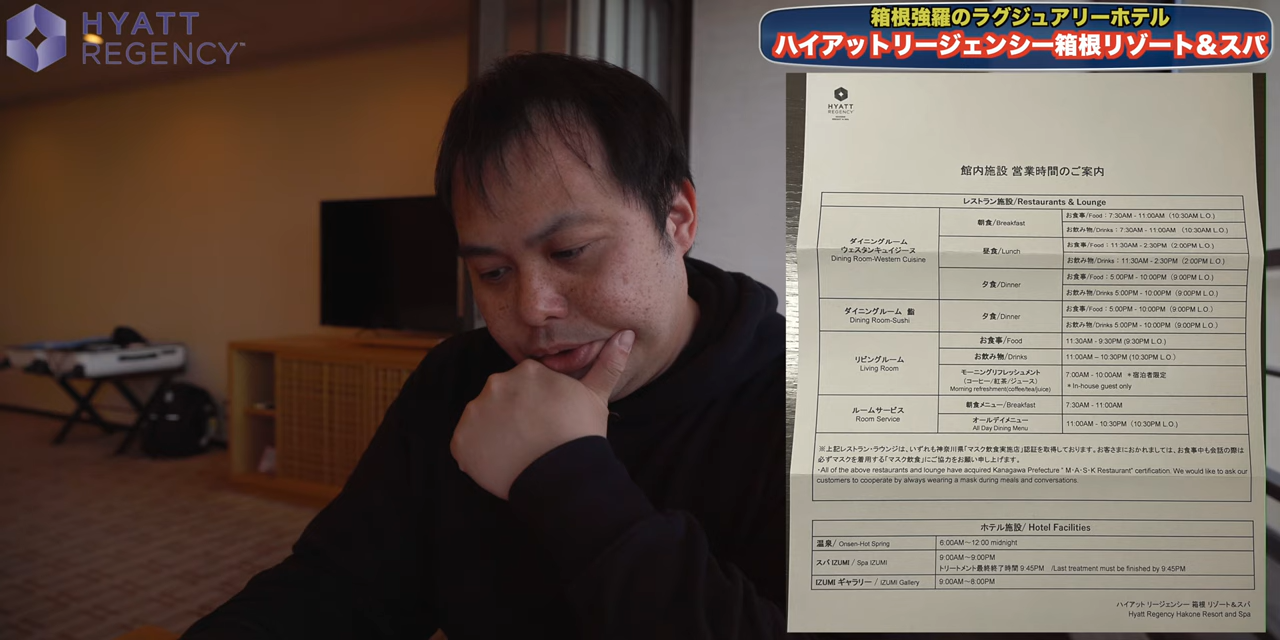 HYATT
REGENCY™
箱根強羅のラグジュアリーホテル
ハイアットリージェンシー箱根リゾート&スパ
HYATT
REGENCY
館内施設 営業時間のご案内
レストラン施設/Restaurants & Lounge
ダイニングルーム
ウェスタンキュイジーヌ
Dining Room-Western Cuisine
朝食/Breakfast
お食事/Food : 7:30AM - 11:00AM (10:30AM L.O.)
お飲み物/Drinks : 7:30AM - 11:00AM (10:30AM L.O.)
昼食/Lunch
お食事/Food : 11:30AM - 2:30PM (2:00PM L.O.)
お飲み物/Drinks : 11:30AM - 2:30PM (2:00PM L.O.)
夕食/Dinner
お食事/Food : 5:00PM - 10:00PM (9:00PM L.O.)
お飲み物/Drinks 5:00PM - 10:00PM (9:00PM L.O.)
ダイニングルーム 鮨
Dining Room-Sushi
夕食/Dinner
お食事/Food : 5:00PM - 10:00PM (9:00PM L.O.)
お飲み物/Drinks 5:00PM - 10:00PM (9:00PM L.O.)
リビングルーム
Living Room
お食事/Food
11:30AM - 9:30PM (9:30PM L.O.)
お飲み物/Drinks
11:00AM – 10:30PM (10:30PM L.O.)
モーニングリフレッシュメント
(コーヒー/紅茶/ジュース)
Morning refreshment(coffee/tea/juice)
7:00AM - 10:00AM *宿泊者限定
* In-house guest only
ルームサービス
Room Service
朝食メニュー/Breakfast
7:30AM - 11:00AM
オールデイメニュー
All Day Dining Menu
11:00AM - 10:30PM (10:30PM L.O.)
※上記レストラン・ラウンジは、いずれも神奈川県「マスク飲食実施店」認証を取得しております。お客さまにおかれましては、お食事中も会話の際は
必ずマスクを着用する「マスク飲食」にご協力をお願い申し上げます。
・All of the above restaurants and lounge have acquired Kanagawa Prefecture " M・A・S・K Restaurant" certification. We would like to ask our
customers to cooperate by always wearing a mask during meals and conversations.
ホテル施設/ Hotel Facilities
温泉/ Onsen-Hot Spring
6:00AM～12:00 midnight
スパ IZUMI / Spa IZUMI
9:00AM～9:00PM
トリートメント最終終了時間 9:45PM /Last treatment must be finished by 9:45PM
IZUMI ギャラリー / IZUMI Gallery
9:00AM～8:00PM
ハイアット リージェンシー 箱根 リゾート&スパ
Hyatt Regency Hakone Resort and Spa